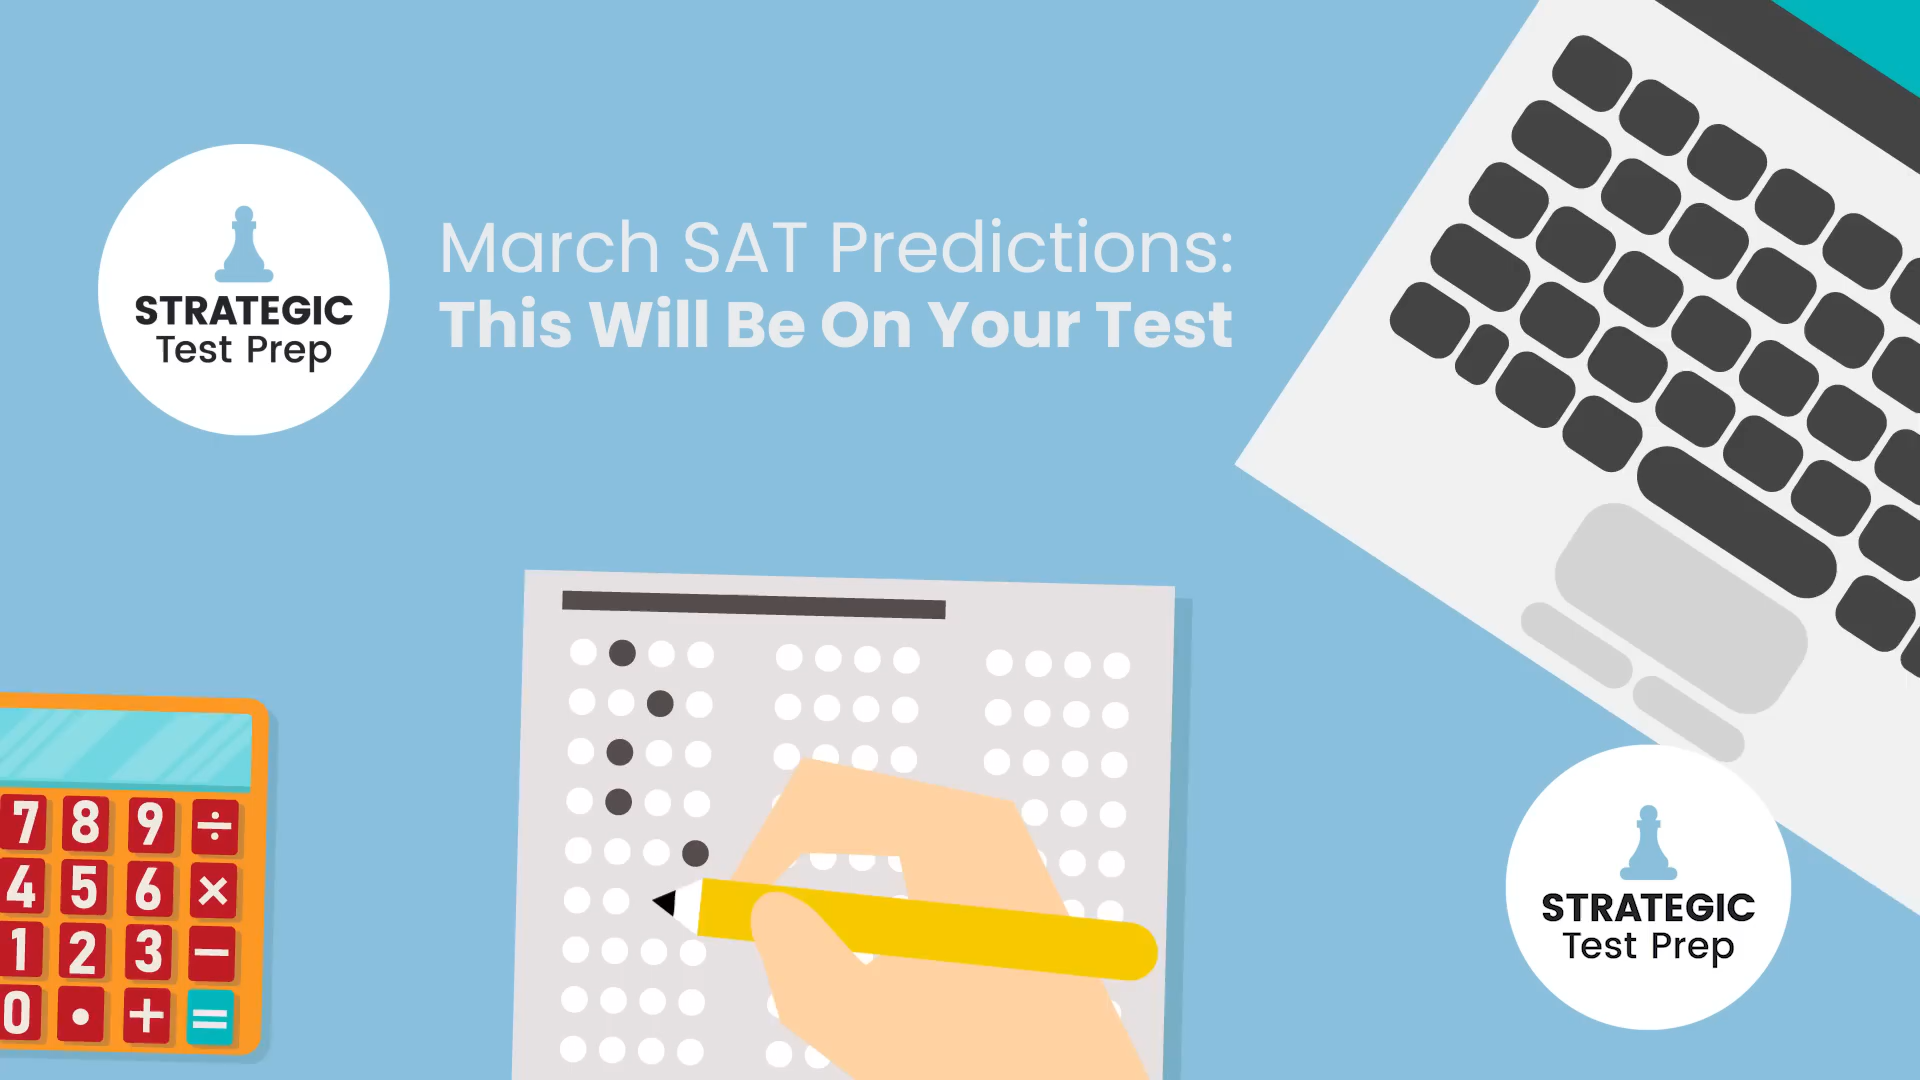 STRATEGIC
Test Prep
March SAT Predictions:
This Will Be On Your Test
7 8 9 ÷
4 5 6 ×
1 2 3 −
0 • + =
STRATEGIC
Test Prep